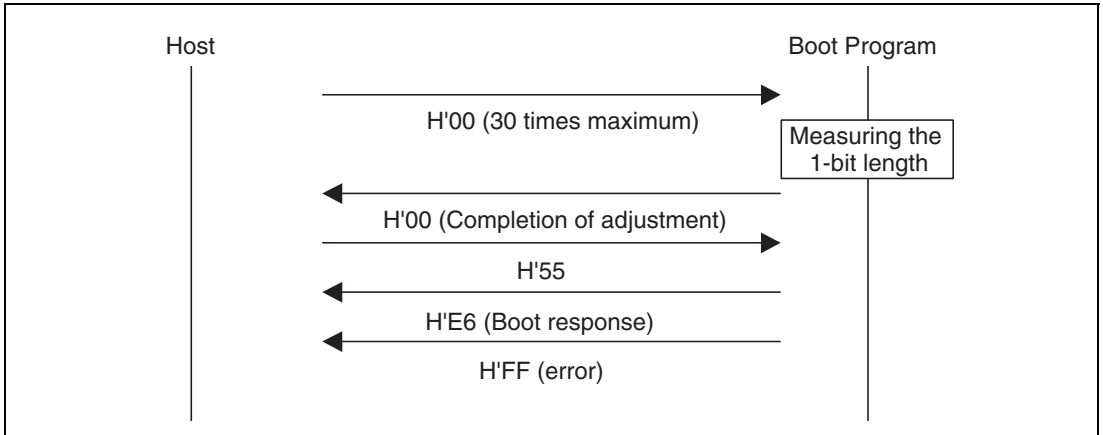 Host
Boot Program
H'00 (30 times maximum)
Measuring the
1-bit length
H'00 (Completion of adjustment)
H'55
H'E6 (Boot response)
H'FF (error)